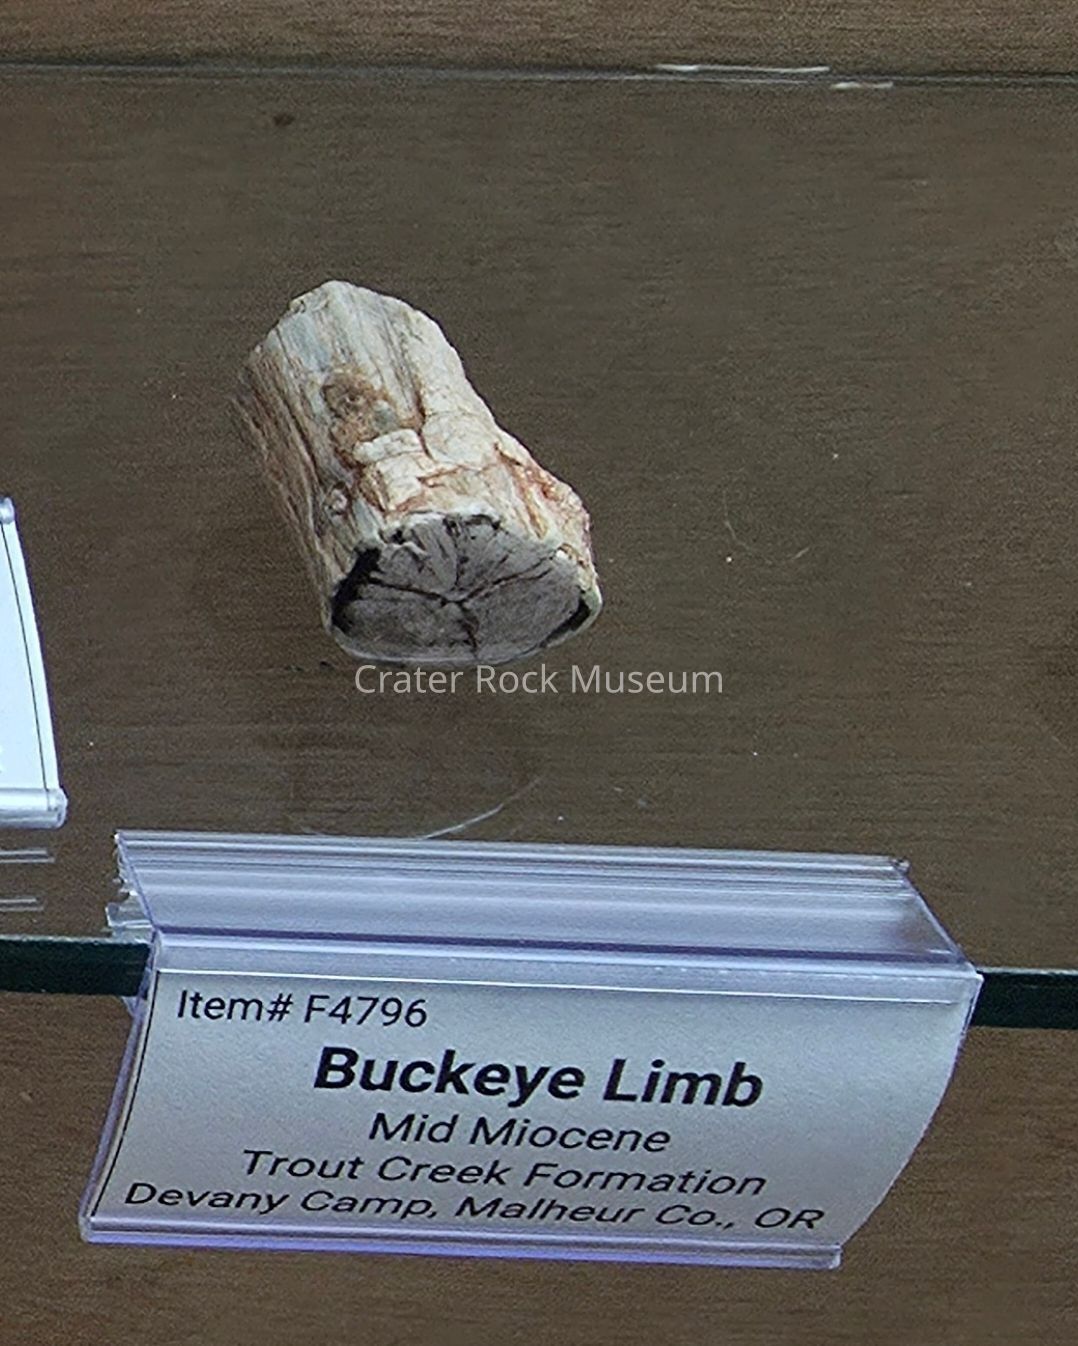 Crater Rock Museum
Item# F4796
Buckeye Limb
Mid Miocene
Trout Creek Formation
Devany Camp, Malheur Co., OR